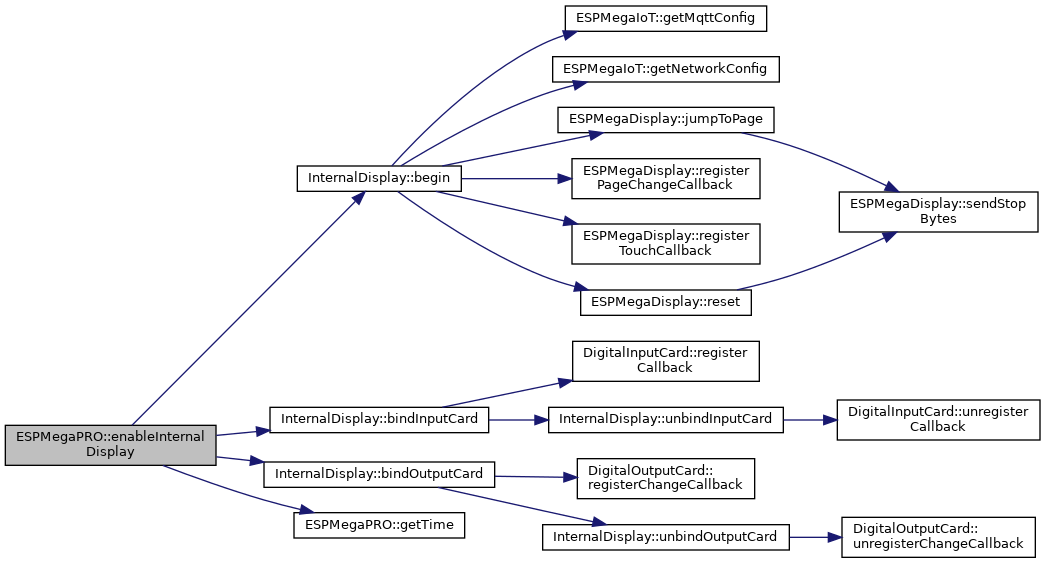 ESPMegaIoT::getMqttConfig
ESPMegaIoT::getNetworkConfig
ESPMegaDisplay::jumpToPage
ESPMegaDisplay::register
PageChangeCallback
InternalDisplay::begin
ESPMegaDisplay::sendStop
Bytes
ESPMegaDisplay::register
TouchCallback
ESPMegaDisplay::reset
DigitalInputCard::register
Callback
InternalDisplay::bindInputCard
InternalDisplay::unbindInputCard
DigitalInputCard::unregister
Callback
ESPMegaPRO::enableInternal
Display
InternalDisplay::bindOutputCard
DigitalOutputCard::
registerChangeCallback
ESPMegaPRO::getTime
InternalDisplay::unbindOutputCard
DigitalOutputCard::
unregisterChangeCallback